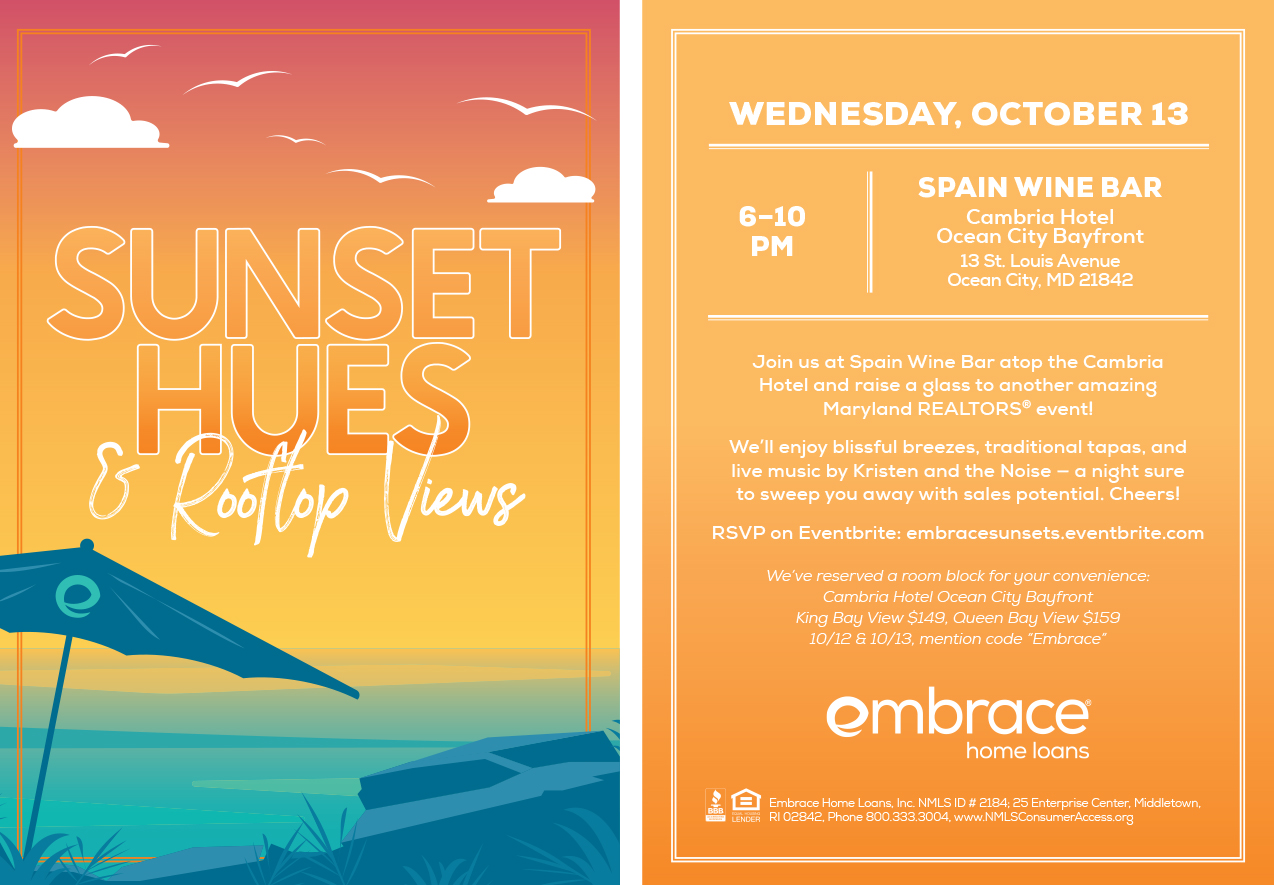 SUNSET
HUES
& Rooftop Views
WEDNESDAY, OCTOBER 13
6–10
PM
SPAIN WINE BAR
Cambria Hotel
Ocean City Bayfront
13 St. Louis Avenue
Ocean City, MD 21842
Join us at Spain Wine Bar atop the Cambria
Hotel and raise a glass to another amazing
Maryland REALTORS® event!
We’ll enjoy blissful breezes, traditional tapas, and
live music by Kristen and the Noise – a night sure
to sweep you away with sales potential. Cheers!
RSVP on Eventbrite: embracesunsets.eventbrite.com
We’ve reserved a room block for your convenience:
Cambria Hotel Ocean City Bayfront
King Bay View $149, Queen Bay View $159
10/12 & 10/13, mention code “Embrace”
embrace®
home loans
BBB
LENDER
Embrace Home Loans, Inc. NMLS ID # 2184; 25 Enterprise Center, Middletown,
RI 02842, Phone 800.333.3004, www.NMLSConsumerAccess.org